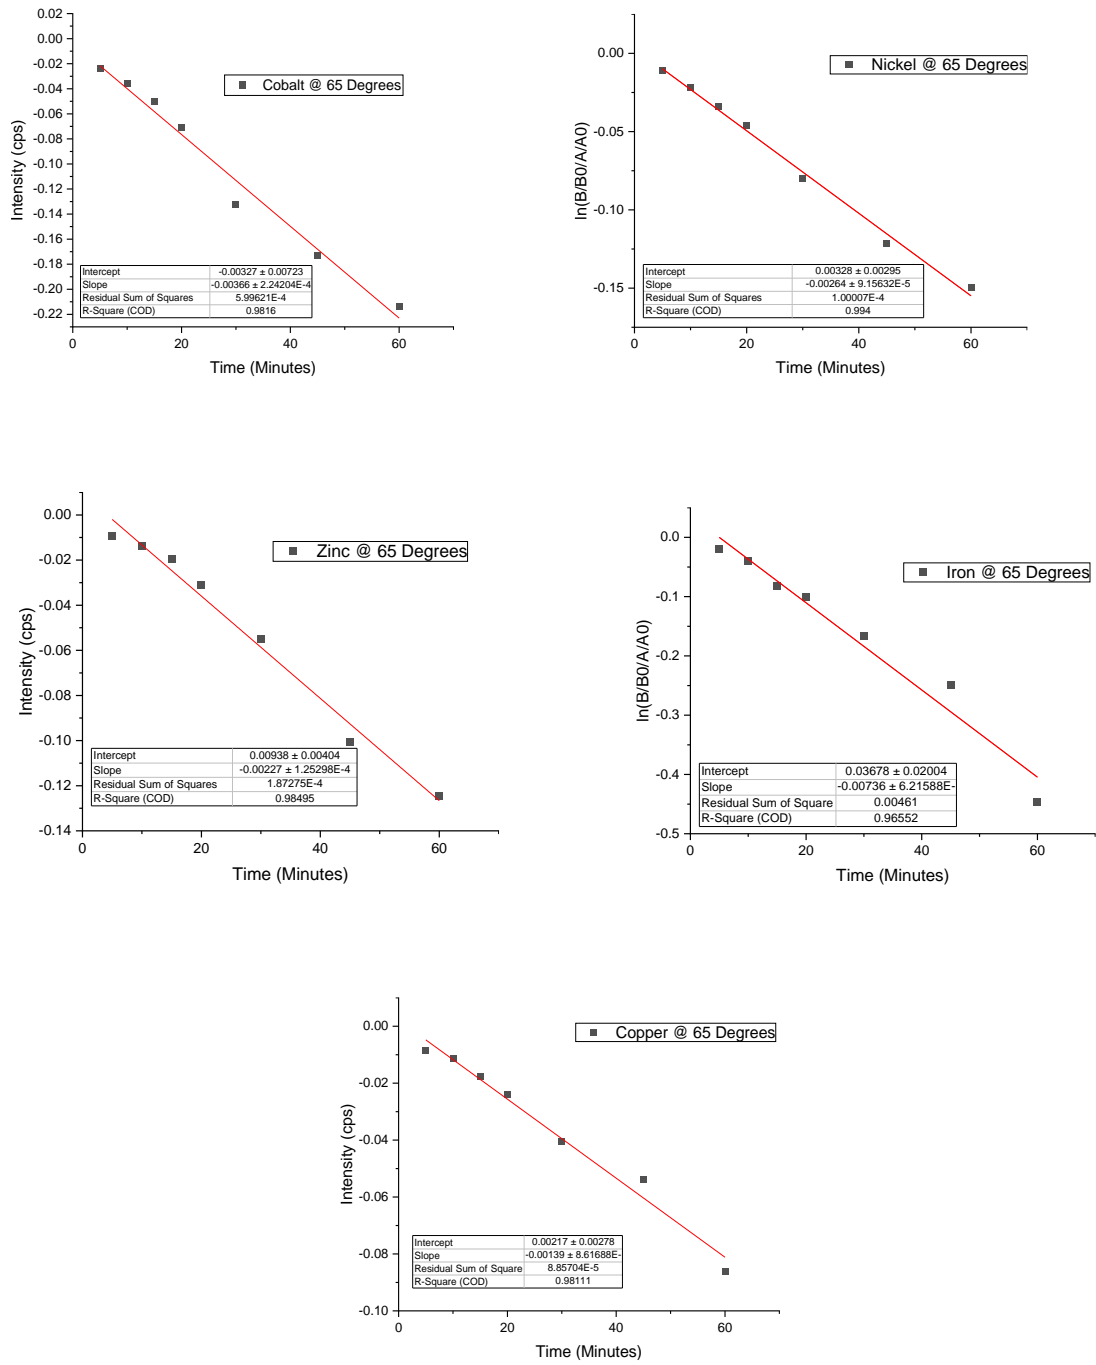 0.02
0.00
-0.02
-0.04
-0.06
-0.08
-0.10
-0.12
-0.14
-0.16
-0.18
-0.20
-0.22
Intensity (cps)
Cobalt @ 65 Degrees
Intercept -0.00327 ± 0.00723
Slope -0.00366 ± 2.24204E-4
Residual Sum of Squares 5.99621E-4
R-Square (COD) 0.9816
0 20 40 60
Time (Minutes)
0.00
-0.05
-0.10
-0.15
ln(B/B0/A/A0)
Nickel @ 65 Degrees
Intercept 0.00328 ± 0.00295
Slope -0.00264 ± 9.15632E-5
Residual Sum of Squares 1.00007E-4
R-Square (COD) 0.994
0 20 40 60
Time (Minutes)
0.00
-0.02
-0.04
-0.06
-0.08
-0.10
-0.12
-0.14
Intensity (cps)
Zinc @ 65 Degrees
Intercept 0.00938 ± 0.00404
Slope -0.00227 ± 1.25298E-4
Residual Sum of Squares 1.87275E-4
R-Square (COD) 0.98495
0 20 40 60
Time (Minutes)
0.0
-0.1
-0.2
-0.3
-0.4
-0.5
ln(B/B0/A/A0)
Iron @ 65 Degrees
Intercept 0.03678 ± 0.02004
Slope -0.00736 ± 6.21588E-
Residual Sum of Square 0.00461
R-Square (COD) 0.96552
0 20 40 60
Time (Minutes)
0.00
-0.02
-0.04
-0.06
-0.08
-0.10
Intensity (cps)
Copper @ 65 Degrees
Intercept 0.00217 ± 0.00278
Slope -0.00139 ± 8.61688E-
Residual Sum of Square 8.85704E-5
R-Square (COD) 0.98111
0 20 40 60
Time (Minutes)